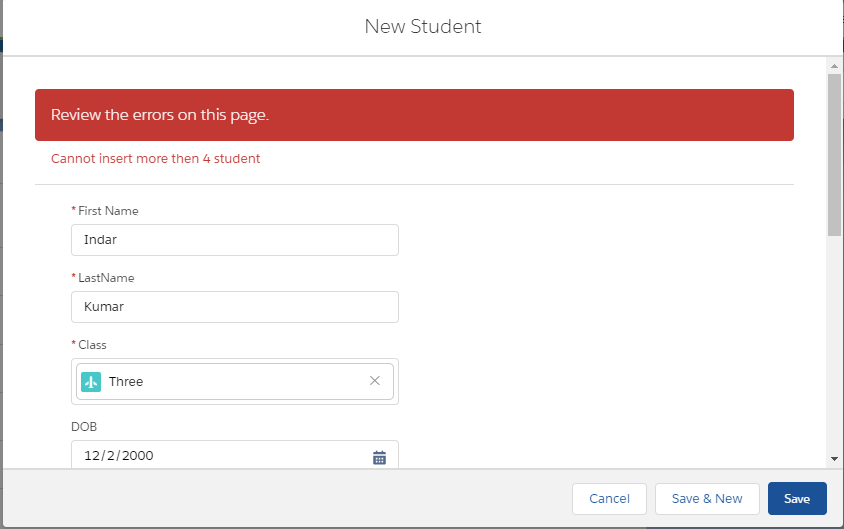 New Student
Review the errors on this page.
Cannot insert more then 4 student
* First Name
Indar
* LastName
Kumar
* Class
Three
DOB
12/2/2000
Cancel Save & New Save